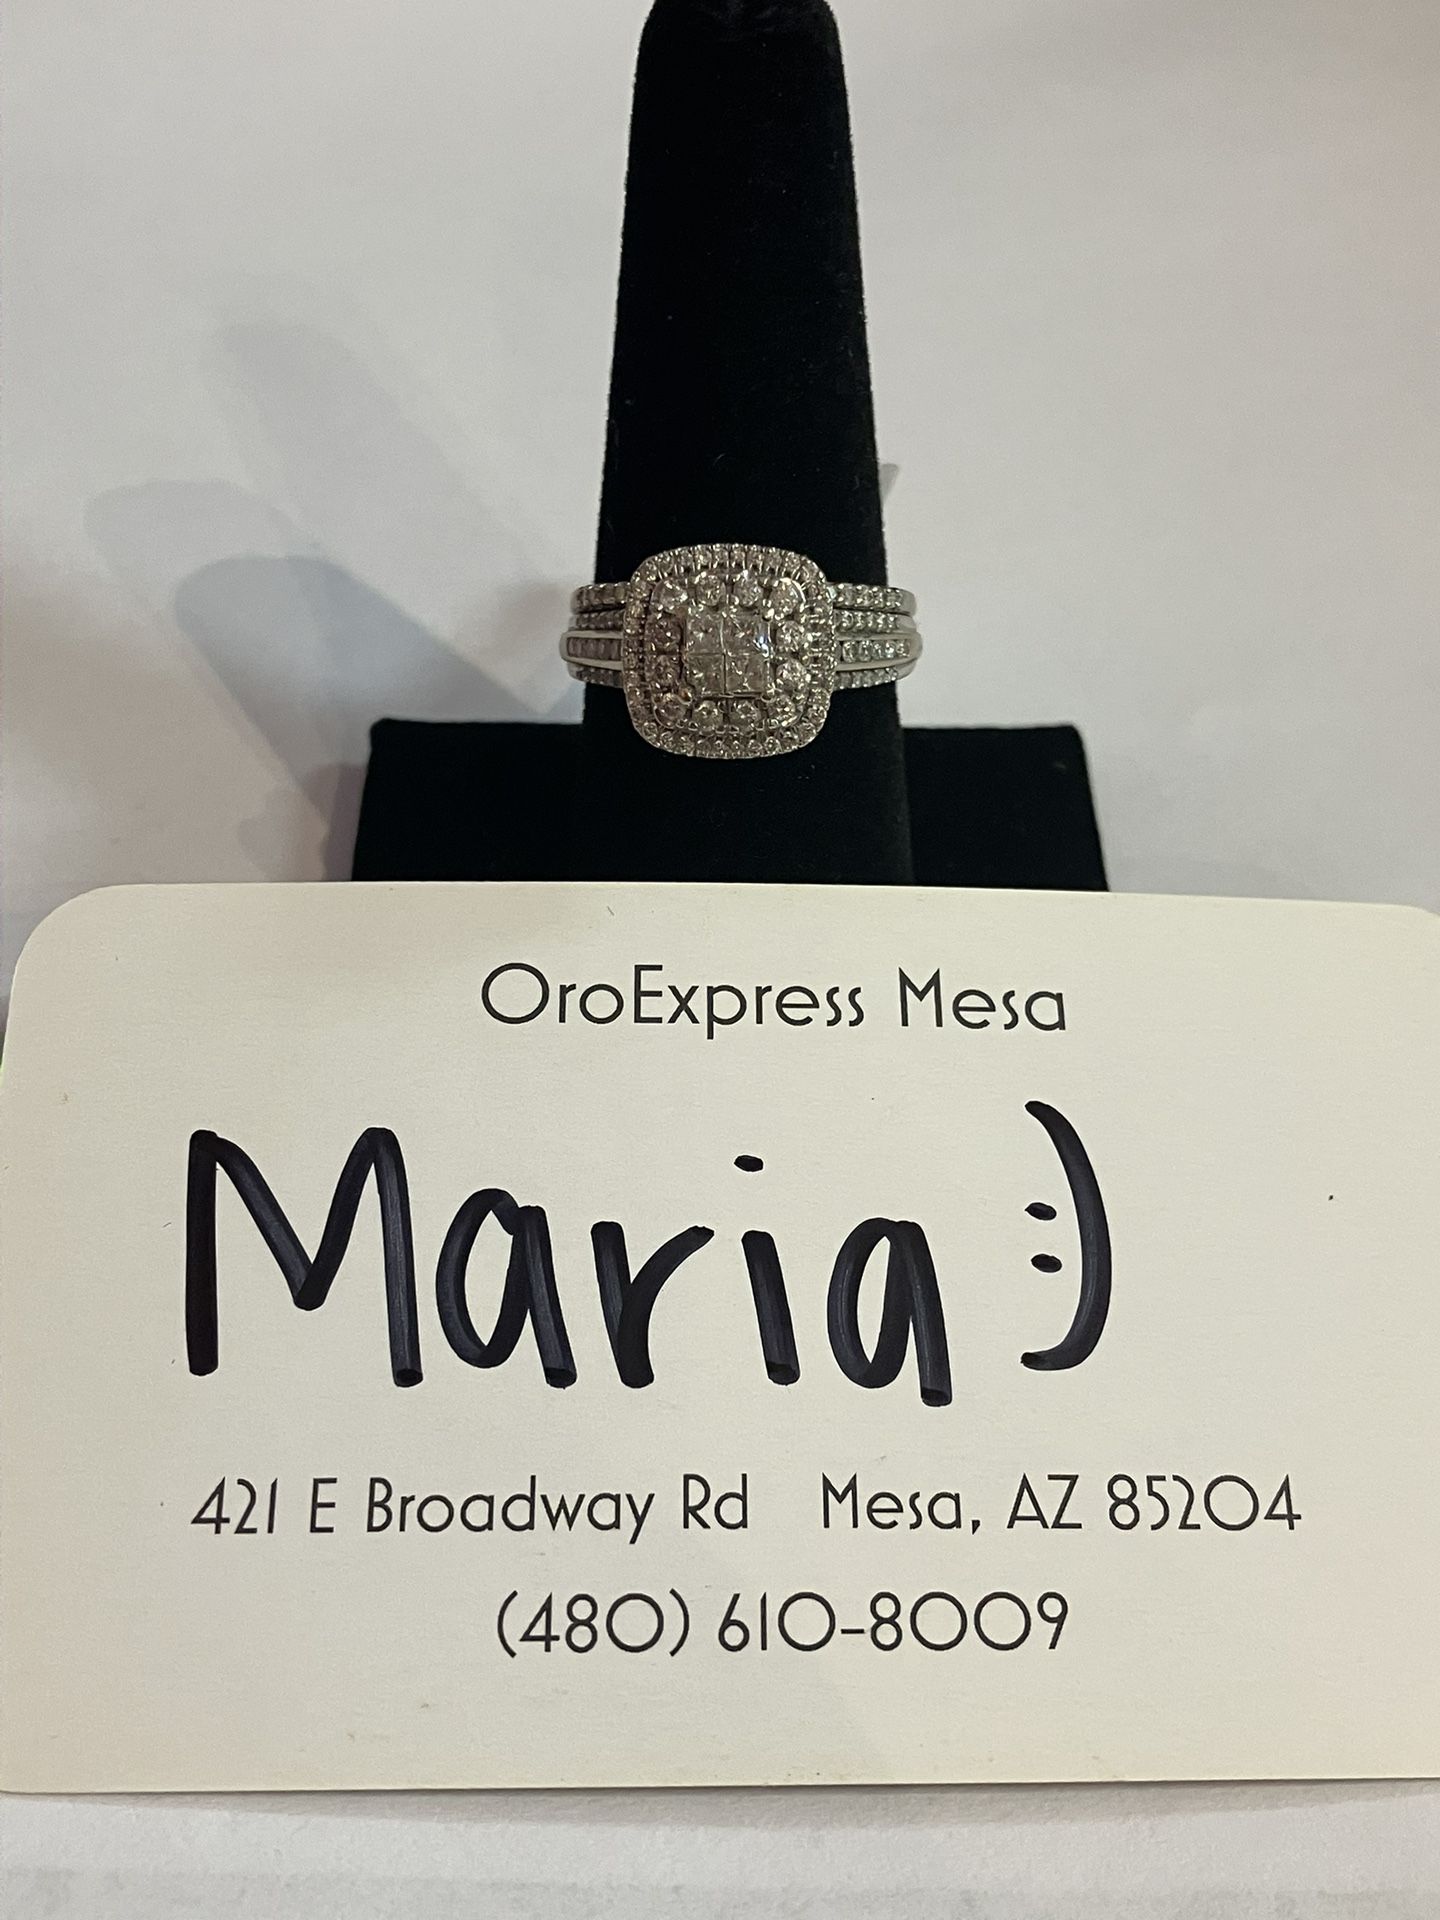 OroExpress Mesa
Maria :)
421 E Broadway Rd Mesa, AZ 85204
(480) 610-8009